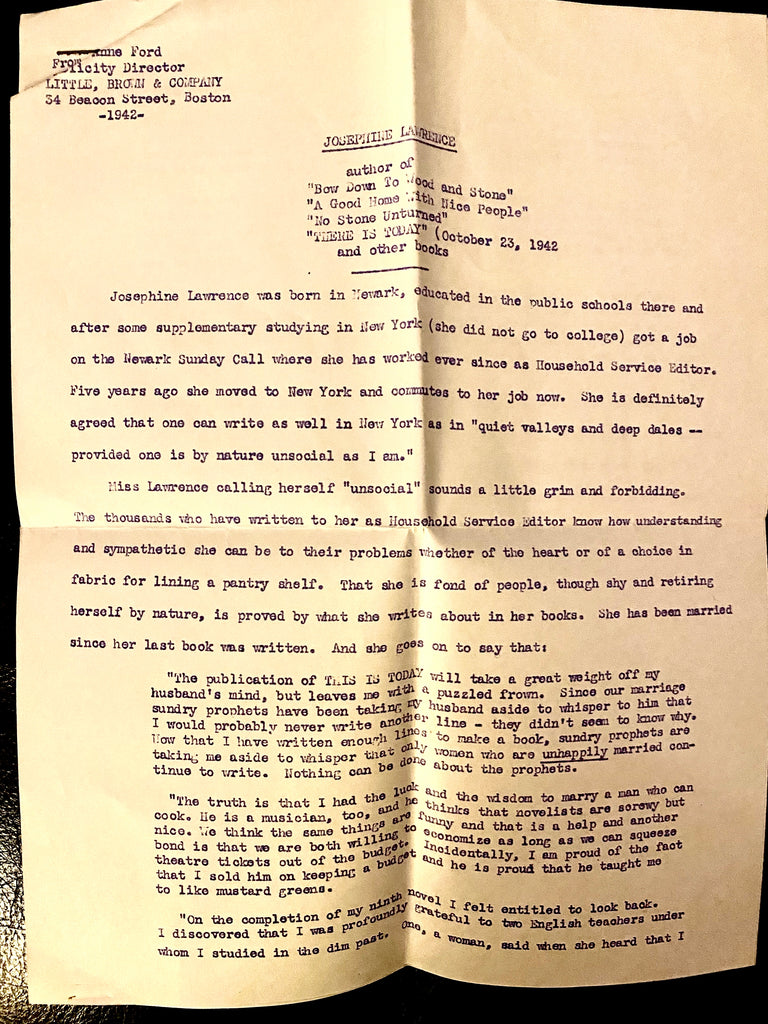 From Anne Ford
licity Director
LITTLE, BROWN & COMPANY
34 Beacon Street, Boston
-1942-
JOSEPHINE LAWRENCE
author of
"Bow Down To Wood and Stone"
"A Good Home With Nice People"
"No Stone Unturned"
"THERE IS TODAY" (October 23, 1942
and other books
Josephine Lawrence was born in Newark, educated in the public schools there and
after some supplementary studying in New York (she did not go to college) got a job
on the Newark Sunday Call where she has worked ever since as Household Service Editor.
Five years ago she moved to New York and commutes to her job now. She is definitely
agreed that one can write as well in New York as in "quiet valleys and deep dales --
provided one is by nature unsocial as I am."
Miss Lawrence calling herself "unsocial" sounds a little grim and forbidding.
The thousands who have written to her as Household Service Editor know how understanding
and sympathetic she can be to their problems whether of the heart or of a choice in
fabric for lining a pantry shelf. That she is fond of people, though shy and retiring
herself by nature, is proved by what she writes about in her books. She has been married
since her last book was written. And she goes on to say that:
"The publication of THIS IS TODAY will take a great weight off my
husband's mind, but leaves me with a puzzled frown. Since our marriage
sundry prophets have been taking my husband aside to whisper to him that
I would probably never write another line - they didn't seem to know why.
Now that I have written enough lines to make a book, sundry prophets are
taking me aside to whisper that only women who are unhappily married con-
tinue to write. Nothing can be done about the prophets.
"The truth is that I had the luck and the wisdom to marry a man who can
cook. He is a musician, too, and he thinks that novelists are screwy but
nice. We think the same things are funny and that is a help and another
bond is that we are both willing to economize as long as we can squeeze
theatre tickets out of the budget. Incidentally, I am proud of the fact
that I sold him on keeping a budget and he is proud that he taught me
to like mustard greens.
"On the completion of my ninth novel I felt entitled to look back.
I discovered that I was profoundly grateful to two English teachers under
whom I studied in the dim past. One, a woman, said when she heard that I